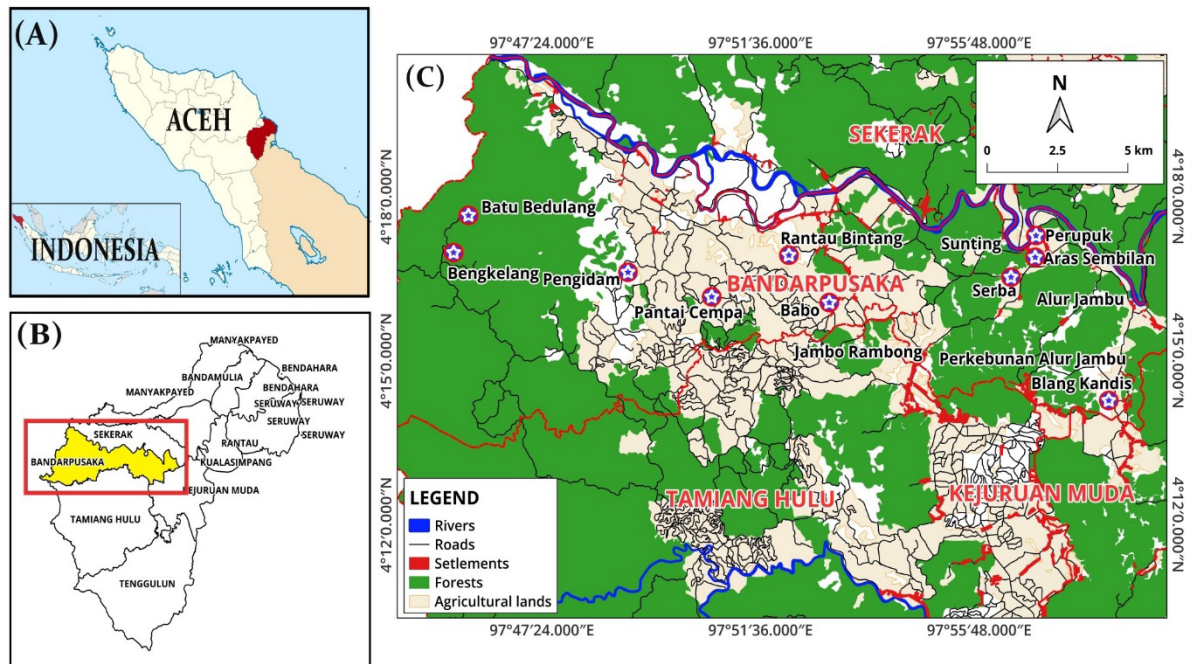 (A)
ACEH
INDONESIA
(B)
MANYAKPAYED
BANDAMULIA
BENDAHARA
MANYAKPAYED
BENDAHARA
SERUWAY
SERUWAY
SERUWAY
SEKERAK
RANTAU
SERUWAY
BANDARPUSAKA
KUALASIMPANG
KEJURUAN MUDA
TAMIANG HULU
TENGGULUN
97°47'24.000"E
97°51'36.000"E
97°55'48.000"E
(C)
N
0
2.5
5 km
SEKERAK
4°18'0.000"N
4°18'0.000"N
Batu Bedulang
Rantau Bintang
Sunting
Perupuk
Bengkelang
Pengidam
Aras Sembilan
BANDARPUSAKA
Serba
Pantai Cempa
Babo
Alur Jambu
4°15'0.000"N
4°15'0.000"N
Jambo Rambong
Perkebunan Alur Jambu
Blang Kandis
TAMIANG HULU
KEJURUAN MUDA
4°12'0.000"N
4°12'0.000"N
LEGEND
Rivers
Roads
Setlements
Forests
Agricultural lands
97°47'24.000"E
97°51'36.000"E
97°55'48.000"E